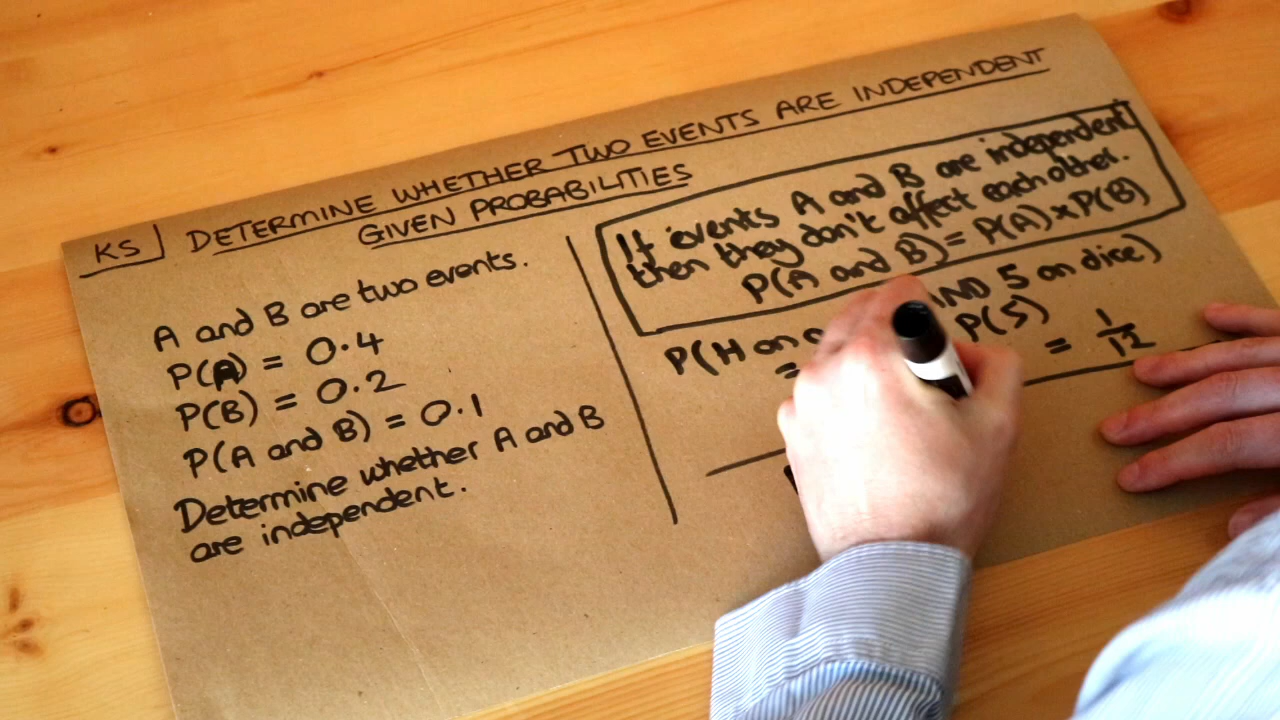 DETERMINE WHETHER TWO EVENTS ARE INDEPENDENT
GIVEN PROBABILITIES
KS
A and B are two events.
P(A) = 0.4
P(B) = 0.2
P(A and B) = 0.1
Determine whether A and B
are independent.
If events A and B are independent
then they don't affect each other.
P(A and B) = P(A) × P(B)
P(H on AND 5 on dice)
= P(5)
= 1/12